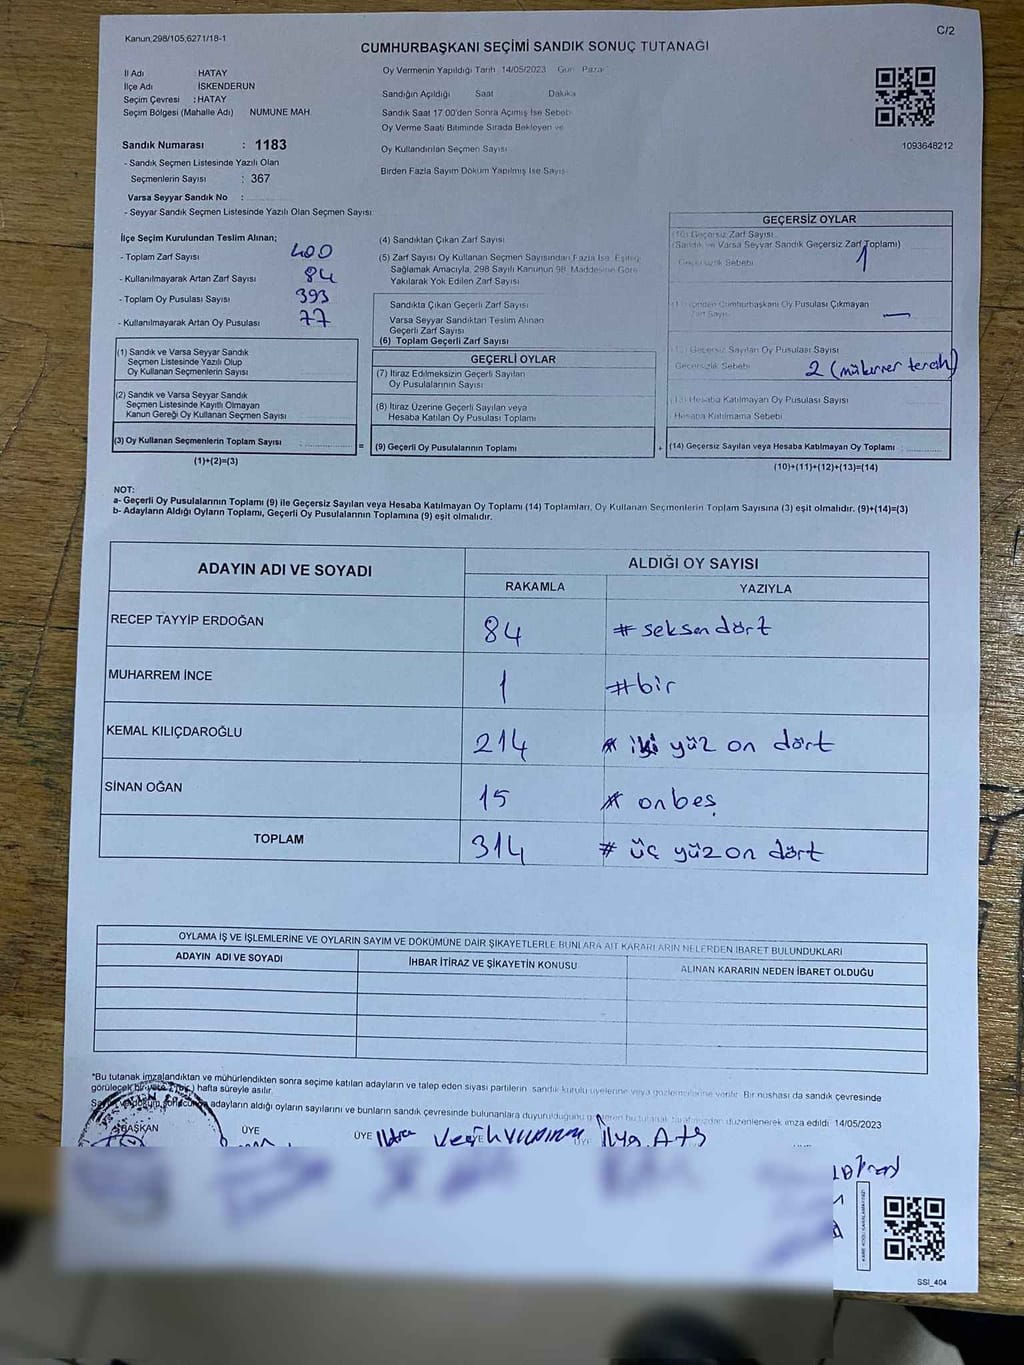 Kanun;298/105;6271/18-1
C/2
CUMHURBAŞKANI SEÇİMİ SANDIK SONUÇ TUTANAĞI
İl Adı : HATAY
İlçe Adı : İSKENDERUN
Seçim Çevresi : HATAY
Seçim Bölgesi (Mahalle Adı) NUMUNE MAH.
Sandık Numarası : 1183
- Sandık Seçmen Listesinde Yazılı Olan
Seçmenlerin Sayısı : 367
Varsa Seyyar Sandık No :
- Seyyar Sandık Seçmen Listesinde Yazılı Olan Seçmen Sayısı:
Oy Vermenin Yapıldığı Tarih 14/05/2023 Gün Pazar
Sandığın Açıldığı Saat Dakika
Sandık Saat 17.00'den Sonra Açımış İse Sebebi
Oy Verme Saati Bitiminde Sırada Bekleyen ve
Oy Kullandırılan Seçmen Sayısı
Birden Fazla Sayım Döküm Yapılmış İse Sayısı
1093648212
İlçe Seçim Kurulundan Teslim Alınan;
- Toplam Zarf Sayısı 400
- Kullanılmayarak Artan Zarf Sayısı 84
- Toplam Oy Pusulası Sayısı 393
- Kullanılmayarak Artan Oy Pusulası 77
(1) Sandık ve Varsa Seyyar Sandık
Seçmen Listesinde Yazılı Olup
Oy Kullanan Seçmenlerin Sayısı
(2) Sandık ve Varsa Seyyar Sandık
Seçmen Listesinde Kayıtlı Olmayan
Kanun Gereği Oy Kullanan Seçmen Sayısı
(3) Oy Kullanan Seçmenlerin Toplam Sayısı
(1)+(2)=(3)
(4) Sandıktan Çıkan Zarf Sayısı
(5) Zarf Sayısı Oy Kullanan Seçmen Sayısından Fazla İse, Eşitliği
Sağlamak Amacıyla, 298 Sayılı Kanunun 98. Maddesine Göre
Yakılarak Yok Edilen Zarf Sayısı
Sandıkta Çıkan Geçerli Zarf Sayısı
Varsa Seyyar Sandıktan Teslim Alınan
Geçerli Zarf Sayısı
(6) Toplam Geçerli Zarf Sayısı
GEÇERLİ OYLAR
(7) İtiraz Edilmeksizin Geçerli Sayılan
Oy Pusulalarının Sayısı
(8) İtiraz Üzerine Geçerli Sayılan veya
Hesaba Katılan Oy Pusulası Toplamı
= (9) Geçerli Oy Pusulalarının Toplamı
GEÇERSİZ OYLAR
(10) Geçersiz Zarf Sayısı
(Sandık ve Varsa Seyyar Sandık Geçersiz Zarf Toplamı)
Geçersizlik Sebebi 1
Cumhurbaşkanı Oy Pusulası Çıkmayan
Zarf Sayısı —
Geçersiz Sayılan Oy Pusulası Sayısı
Geçersizlik Sebebi 2 (mükerrer tercih)
Hesaba Katılmayan Oy Pusulası Sayısı
Hesaba Katılmama Sebebi
+ (14) Geçersiz Sayılan veya Hesaba Katılmayan Oy Toplamı
(10)+(11)+(12)+(13)=(14)
NOT:
a- Geçerli Oy Pusulalarının Toplamı (9) ile Geçersiz Sayılan veya Hesaba Katılmayan Oy Toplamı (14) Toplamları, Oy Kullanan Seçmenlerin Toplam Sayısına (3) eşit olmalıdır. (9)+(14)=(3)
b- Adayların Aldığı Oyların Toplamı, Geçerli Oy Pusulalarının Toplamına (9) eşit olmalıdır.
ADAYIN ADI VE SOYADI
ALDIĞI OY SAYISI
RAKAMLA YAZIYLA
RECEP TAYYİP ERDOĞAN 84 # seksen dört
MUHARREM İNCE 1 #bir
KEMAL KILIÇDAROĞLU 214 # iki yüz on dört
SİNAN OĞAN 15 # onbeş
TOPLAM 314 # üç yüz on dört
OYLAMA İŞ VE İŞLEMLERİNE VE OYLARIN SAYIM VE DÖKÜMÜNE DAİR ŞİKAYETLERLE BUNLARA AİT KARARLARIN NELERDEN İBARET BULUNDUKLARI
ADAYIN ADI VE SOYADI İHBAR İTİRAZ VE ŞİKAYETİN KONUSU ALINAN KARARIN NEDEN İBARET OLDUĞU
*Bu tutanak imzalandıktan ve mühürlendikten sonra seçime katılan adayların ve talep eden siyasi partilerin sandık kurulu üyelerine veya gözlemcilerine verilir. Bir nushası da sandık çevresinde
görülecek bir yere 1 (bir) hafta süreyle asılır.
adayların aldığı oyların sayılarını ve bunların sandık çevresinde bulunanlara duyurulduğunu gösteren bu tutanak tarafımızdan düzenlenerek imza edildi. 14/05/2023
BAŞKAN ÜYE ÜYE
YILDIRIM
SSİ_404